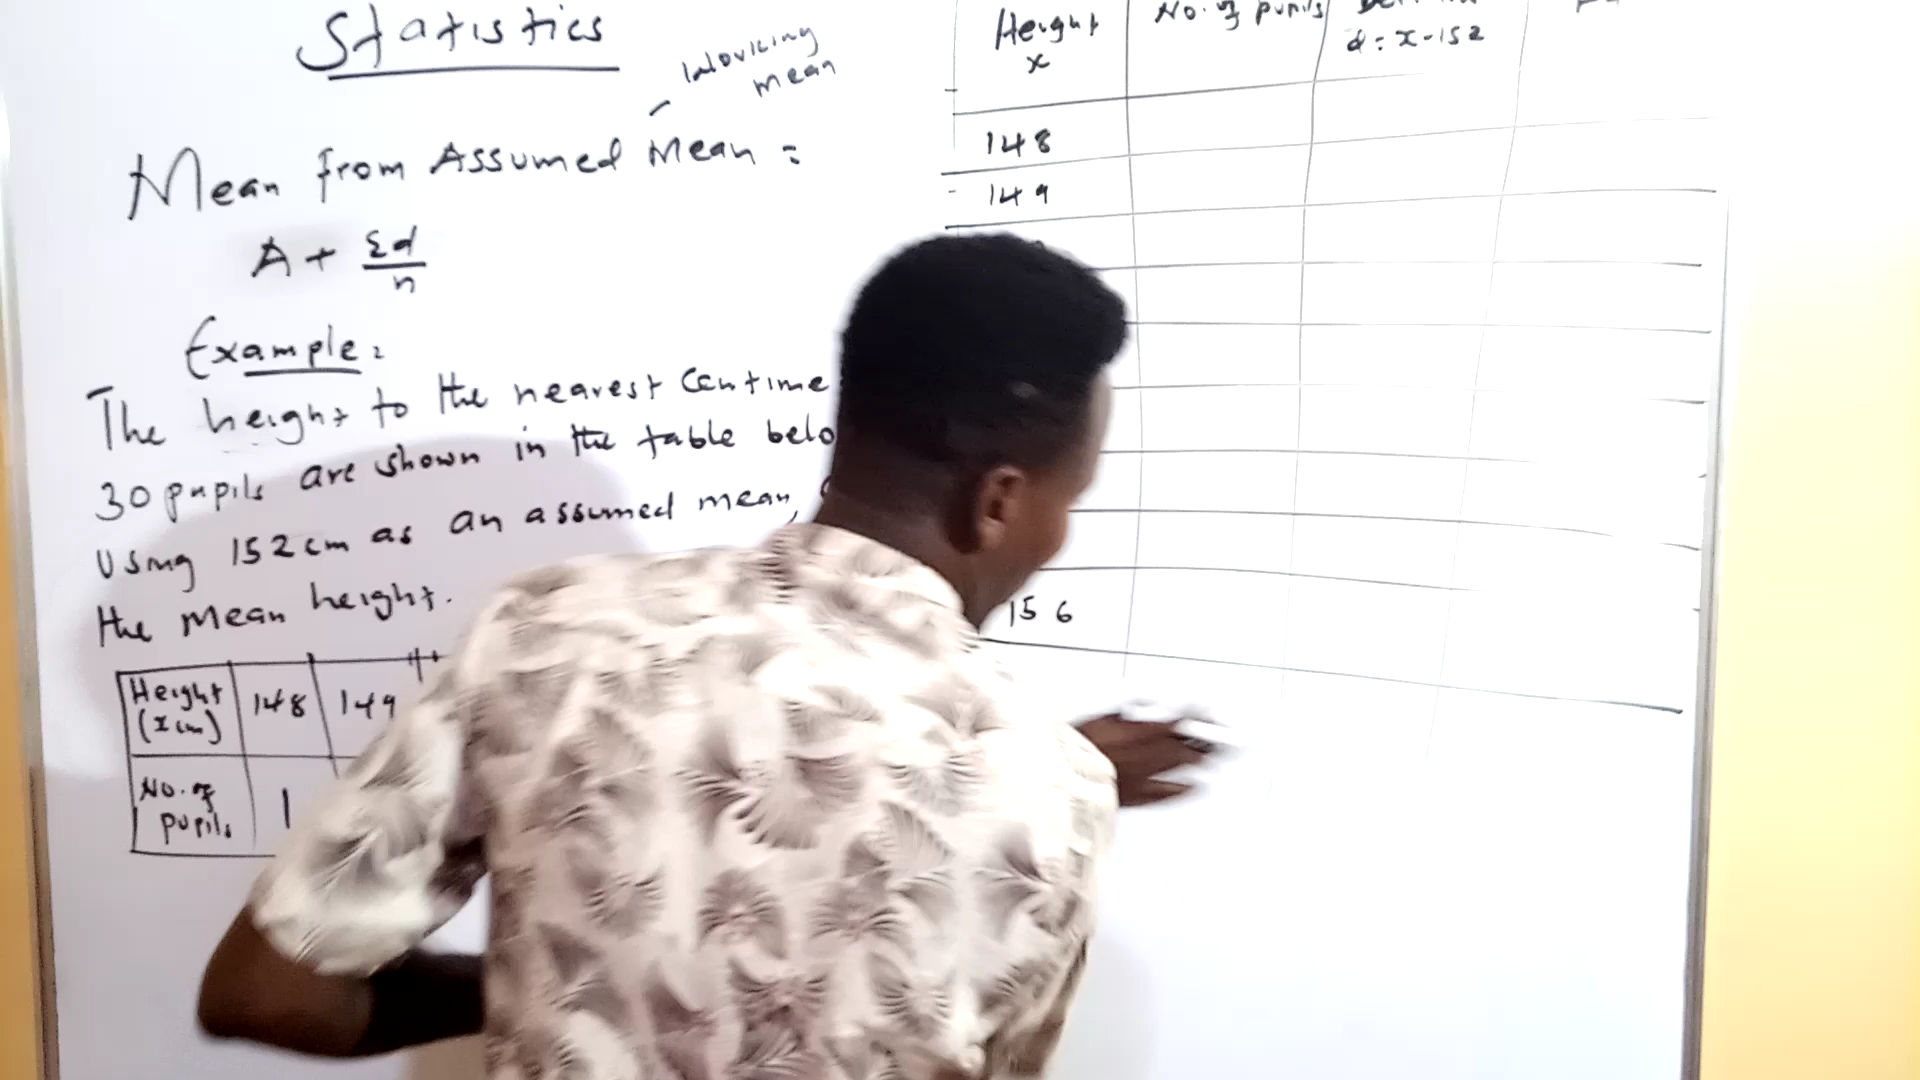 Statistics
working
mean
Mean from Assumed Mean =
A + Σd
n
Example:
The height to the nearest Centime
30 pupils are shown in the table belo
Using 152cm as an assumed mean,
the mean height.
Height
(x cm)
148
149
No. of
pupils
1
Height
x
No. of pupils
d = x - 152
148
149
156